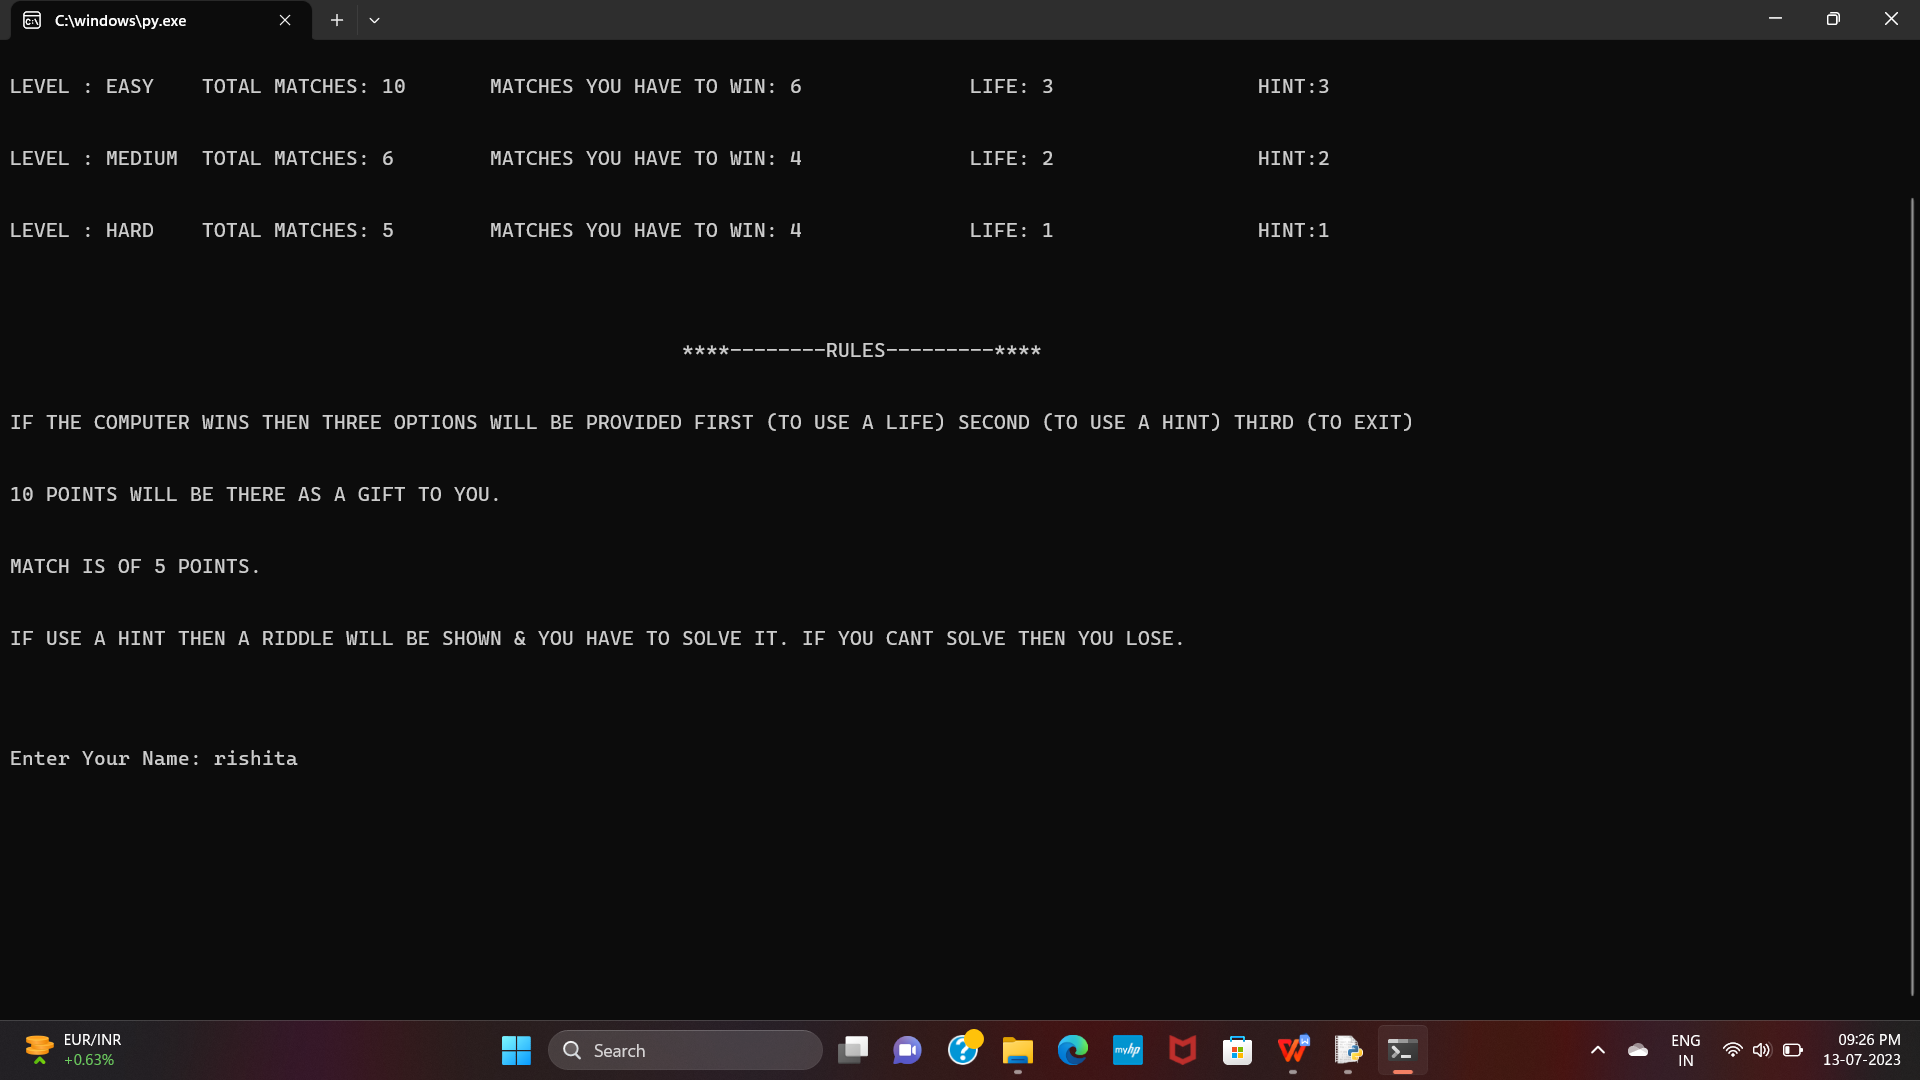 C:\windows\py.exe
LEVEL : EASY    TOTAL MATCHES: 10       MATCHES YOU HAVE TO WIN: 6              LIFE: 3                 HINT:3
LEVEL : MEDIUM  TOTAL MATCHES: 6        MATCHES YOU HAVE TO WIN: 4              LIFE: 2                 HINT:2
LEVEL : HARD    TOTAL MATCHES: 5        MATCHES YOU HAVE TO WIN: 4              LIFE: 1                 HINT:1
****--------RULES---------****
IF THE COMPUTER WINS THEN THREE OPTIONS WILL BE PROVIDED FIRST (TO USE A LIFE) SECOND (TO USE A HINT) THIRD (TO EXIT)
10 POINTS WILL BE THERE AS A GIFT TO YOU.
MATCH IS OF 5 POINTS.
IF USE A HINT THEN A RIDDLE WILL BE SHOWN & YOU HAVE TO SOLVE IT. IF YOU CANT SOLVE THEN YOU LOSE.
Enter Your Name: rishita
EUR/INR
+0.63%
Search
myhp
ENG
IN
09:26 PM
13-07-2023